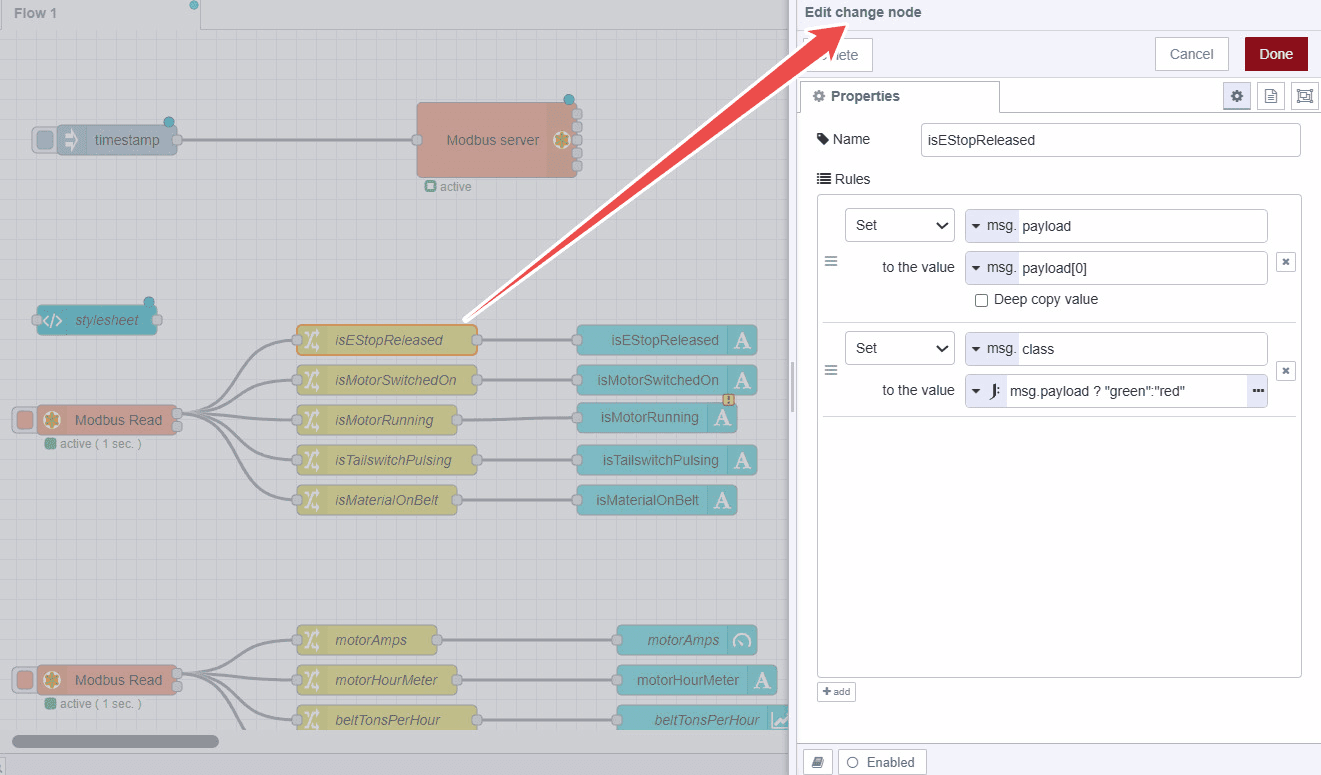 Flow 1
timestamp
Modbus server
active
stylesheet
isEStopReleased
isEStopReleased
isMotorSwitchedOn
isMotorSwitchedOn
isMotorRunning
isMotorRunning
Modbus Read
active ( 1 sec. )
isTailswitchPulsing
isTailswitchPulsing
isMaterialOnBelt
isMaterialOnBelt
motorAmps
motorAmps
Modbus Read
active ( 1 sec. )
motorHourMeter
motorHourMeter
beltTonsPerHour
beltTonsPerHour
Edit change node
Cancel
Done
Properties
Name
isEStopReleased
Rules
Set
msg. payload
to the value
msg. payload[0]
Deep copy value
Set
msg. class
to the value
J: msg.payload ? "green":"red"
add
Enabled